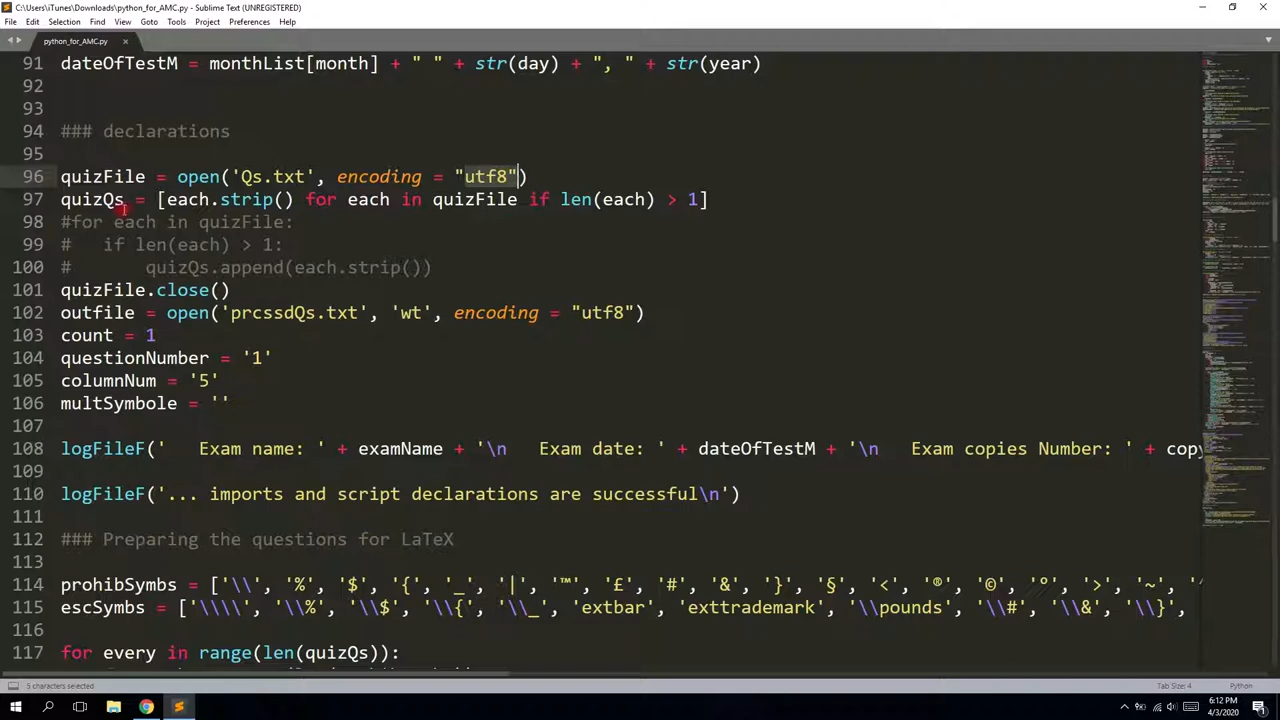 C:\Users\iTunes\Downloads\python_for_AMC.py - Sublime Text (UNREGISTERED)
File Edit Selection Find View Goto Tools Project Preferences Help
python_for_AMC.py
91 dateOfTestM = monthList[month] + " " + str(day) + ", " + str(year)
92
93
94 ### declarations
95
96 quizFile = open('Qs.txt', encoding = "utf8")
97 quizQs = [each.strip() for each in quizFile if len(each) > 1]
98 #for each in quizFile:
99 #   if len(each) > 1:
100 #       quizQs.append(each.strip())
101 quizFile.close()
102 outfile = open('prcssdQs.txt', 'wt', encoding = "utf8")
103 count = 1
104 questionNumber = '1'
105 columnNum = '5'
106 multSymbole = ''
107
108 logFileF('   Exam name: ' + examName + '\n   Exam date: ' + dateOfTestM + '\n   Exam copies Number: ' + copy
109
110 logFileF('... imports and script declarations are successful\n')
111
112 ### Preparing the questions for LaTeX
113
114 prohibSymbs = ['\\', '%', '$', '{', '_', '|', '™', '£', '#', '&', '}', '§', '<', '®', '©', '°', '>', '~', '^
115 escSymbs = ['\\\\', '\\%', '\\$', '\\{', '\\_', 'extbar', 'exttrademark', '\\pounds', '\\#', '\\&', '\\}',
116
117 for every in range(len(quizQs)):
5 characters selected
Tab Size: 4
Python
6:12 PM
4/3/2020